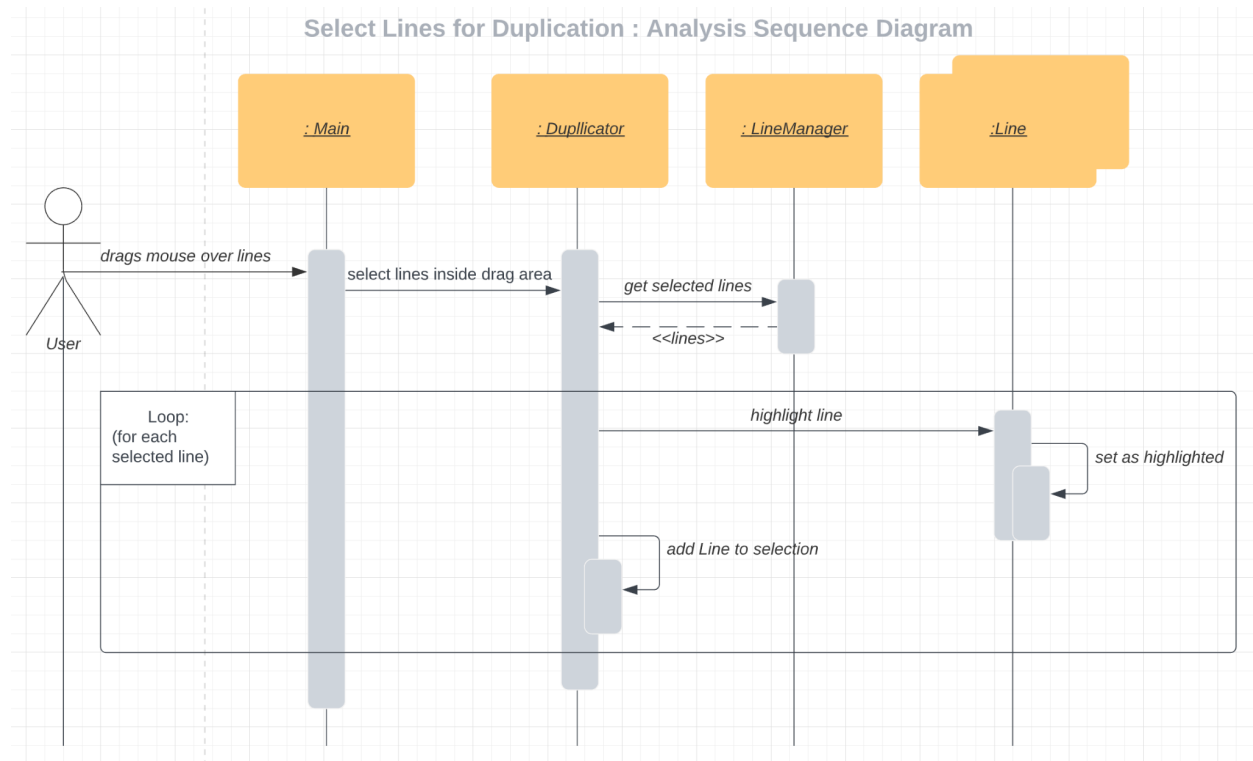 Select Lines for Duplication : Analysis Sequence Diagram
: Main
: Dupllicator
: LineManager
:Line
drags mouse over lines
select lines inside drag area
get selected lines
<<lines>>
User
Loop:
(for each
selected line)
highlight line
set as highlighted
add Line to selection